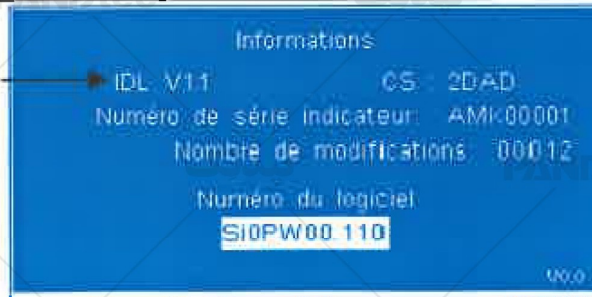 Informations
IDL V1.1 CS : 2DAD
Numéro de série indicateur: AMK00001
Nombre de modifications: 00012
Numéro du logiciel
SI0PW00.110
V0.0